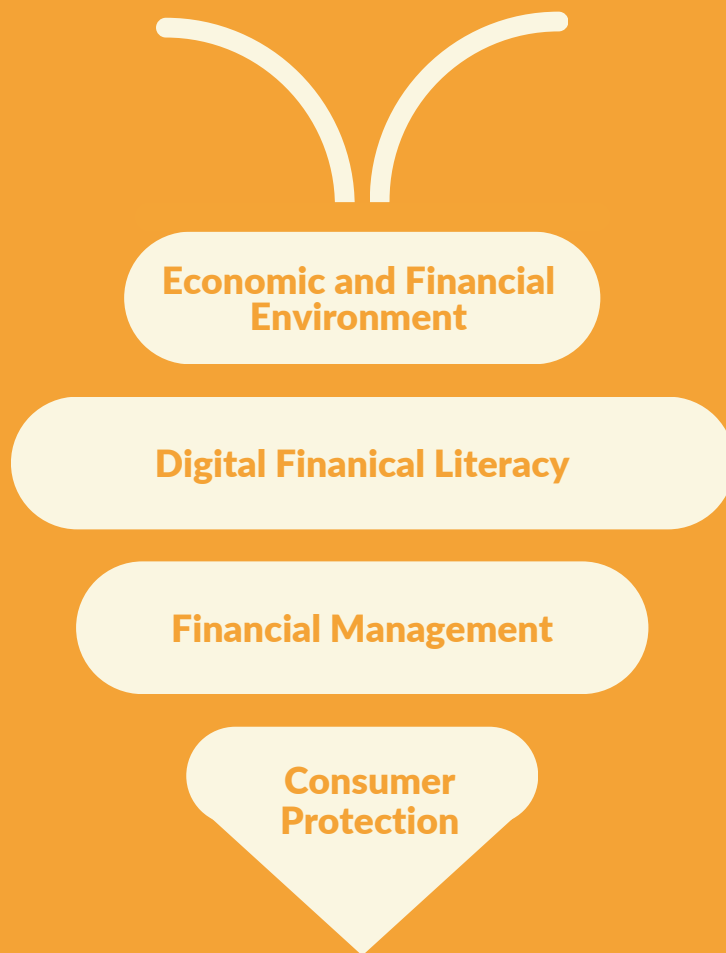 Economic and Financial
Environment
Digital Finanical Literacy
Financial Management
Consumer
Protection